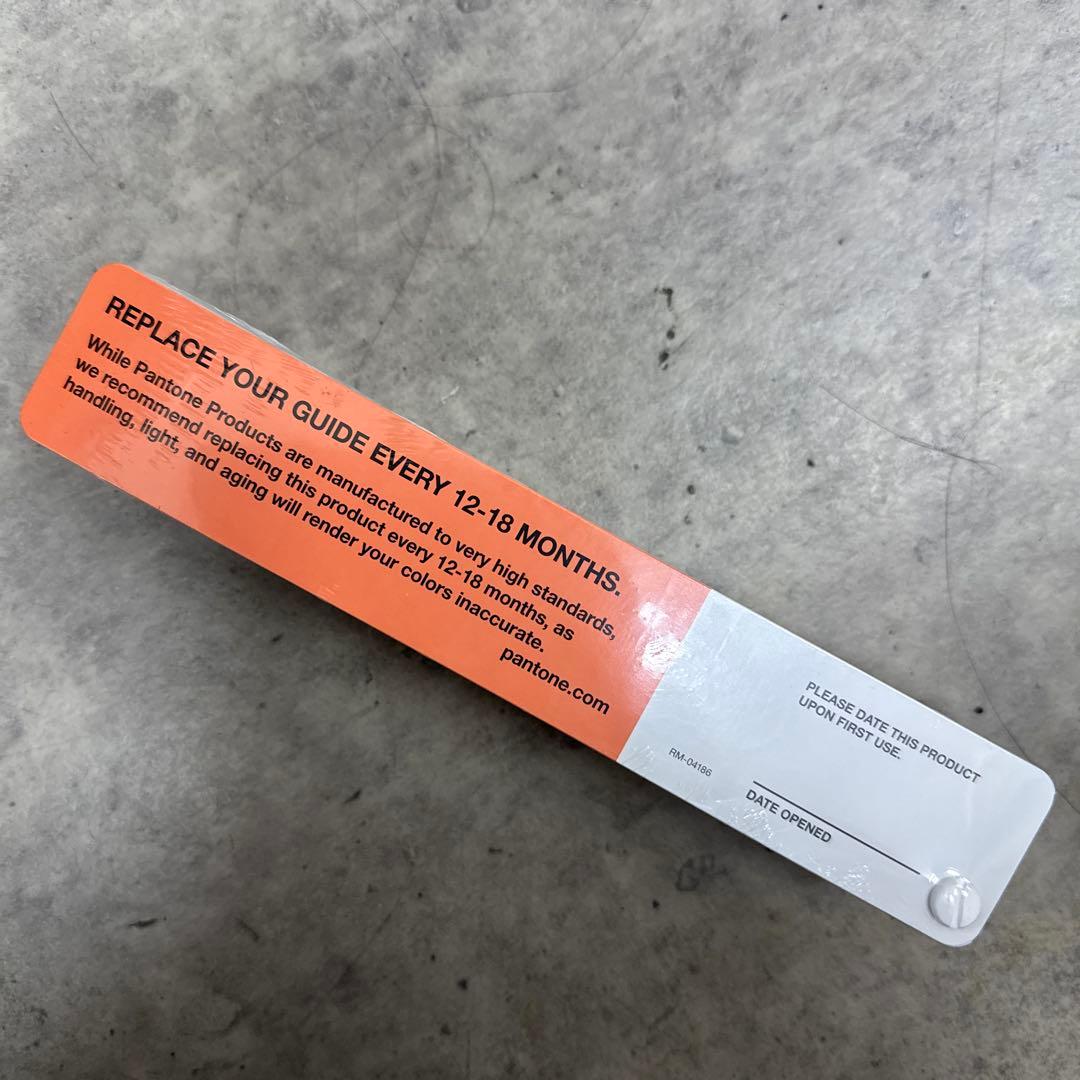 REPLACE YOUR GUIDE EVERY 12-18 MONTHS.
While Pantone Products are manufactured to very high standards,
we recommend replacing this product every 12-18 months, as
handling, light, and aging will render your colors inaccurate.
pantone.com
PLEASE DATE THIS PRODUCT
UPON FIRST USE.
RM-04186
DATE OPENED